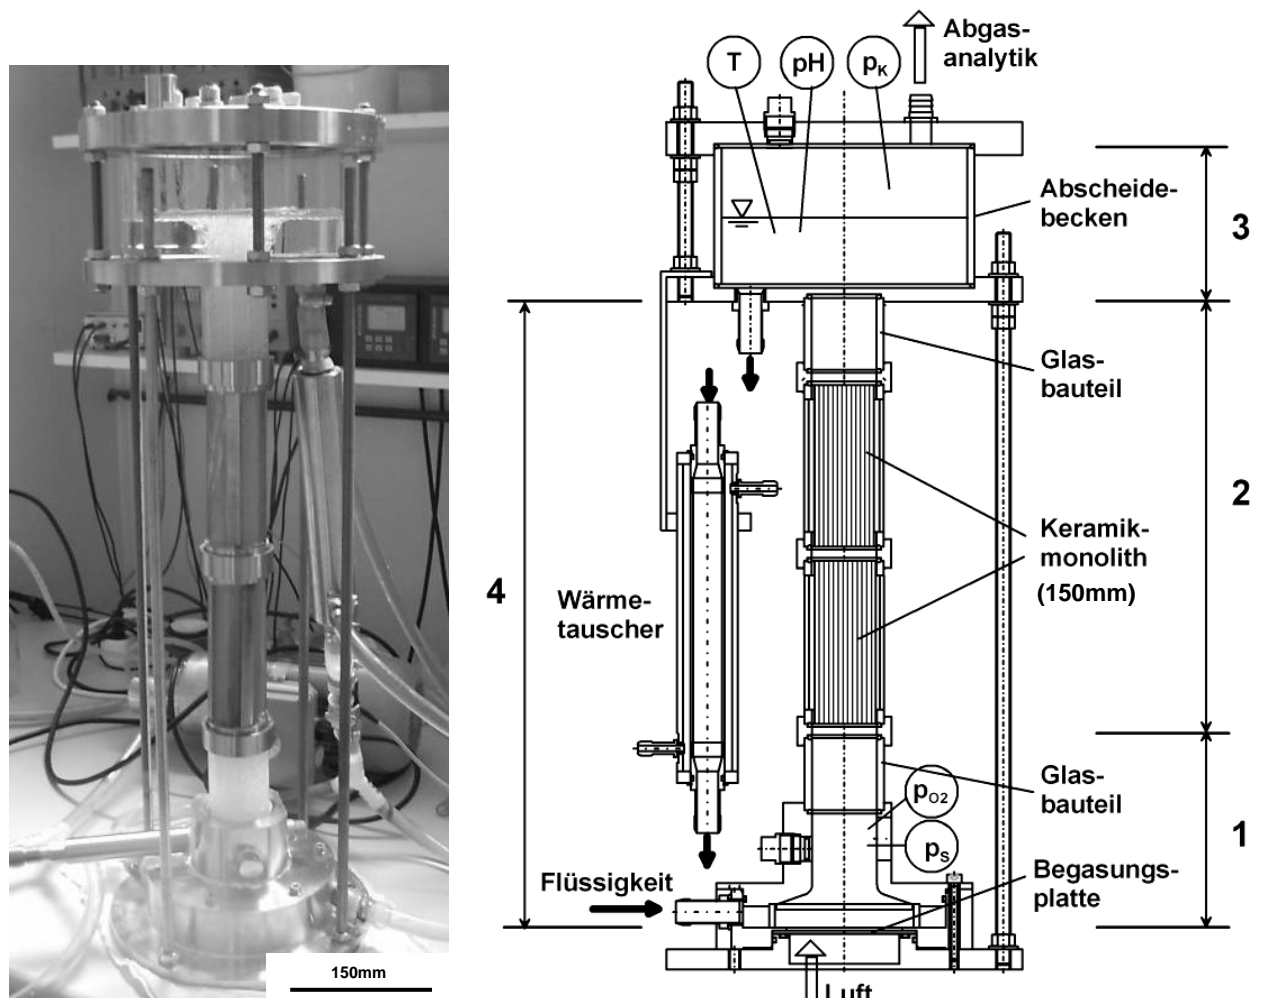 Abgas-
analytik
T
pH
pK
Abscheide-
becken
3
Glas-
bauteil
2
Keramik-
monolith
(150mm)
4
Wärme-
tauscher
Glas-
bauteil
pO2
1
pS
Begasungs-
platte
Flüssigkeit
Luft
150mm